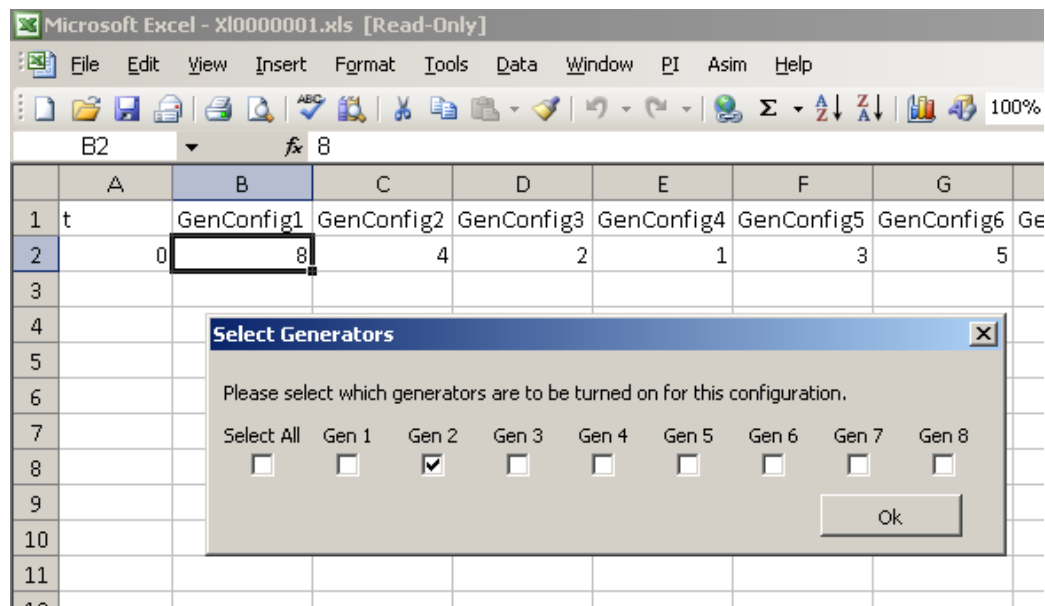 Microsoft Excel - Xl0000001.xls [Read-Only]
File Edit View Insert Format Tools Data Window PI Asim Help
ABC Σ A Z Z A 100%
B2 fx 8
A B C D E F G
1 t GenConfig1 GenConfig2 GenConfig3 GenConfig4 GenConfig5 GenConfig6 Ge
2 0 8 4 2 1 3 5
3
4
Select Generators
5
6 Please select which generators are to be turned on for this configuration.
7 Select All Gen 1 Gen 2 Gen 3 Gen 4 Gen 5 Gen 6 Gen 7 Gen 8
8
9
Ok
10
11